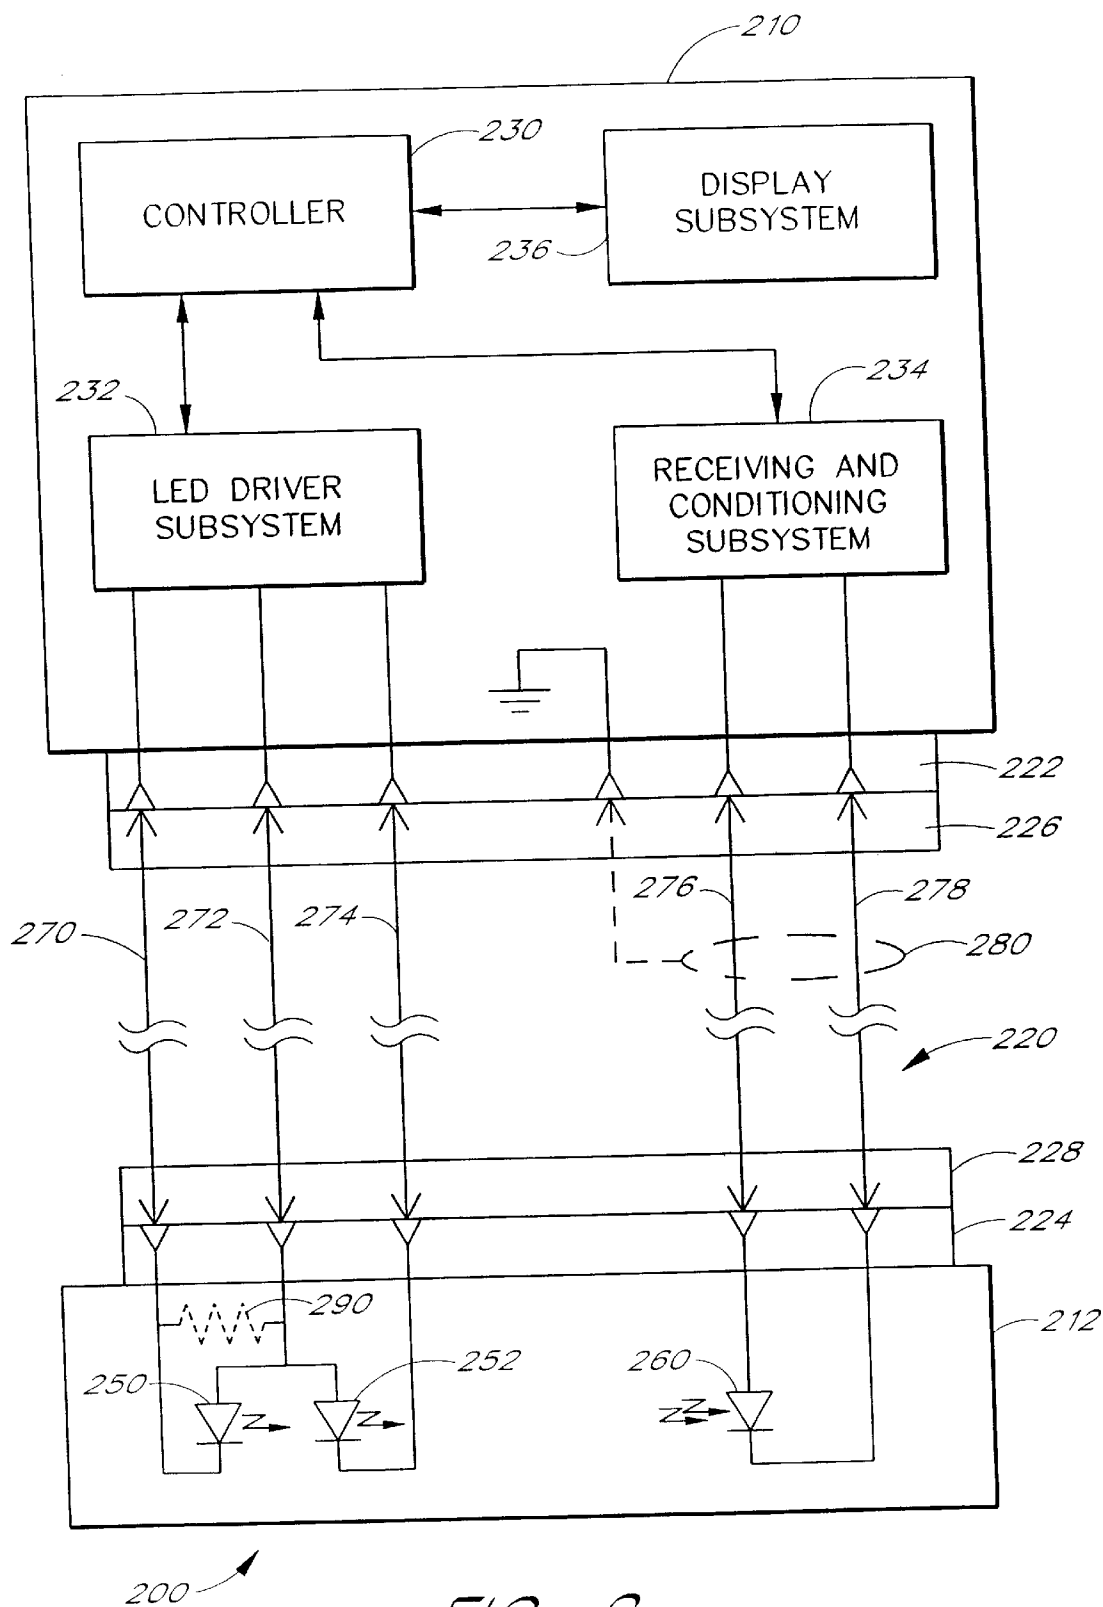 210
230
CONTROLLER
DISPLAY
SUBSYSTEM
236
232
234
LED DRIVER
SUBSYSTEM
RECEIVING AND
CONDITIONING
SUBSYSTEM
222
226
270
272
274
276
278
280
220
228
224
290
212
250
252
260
200